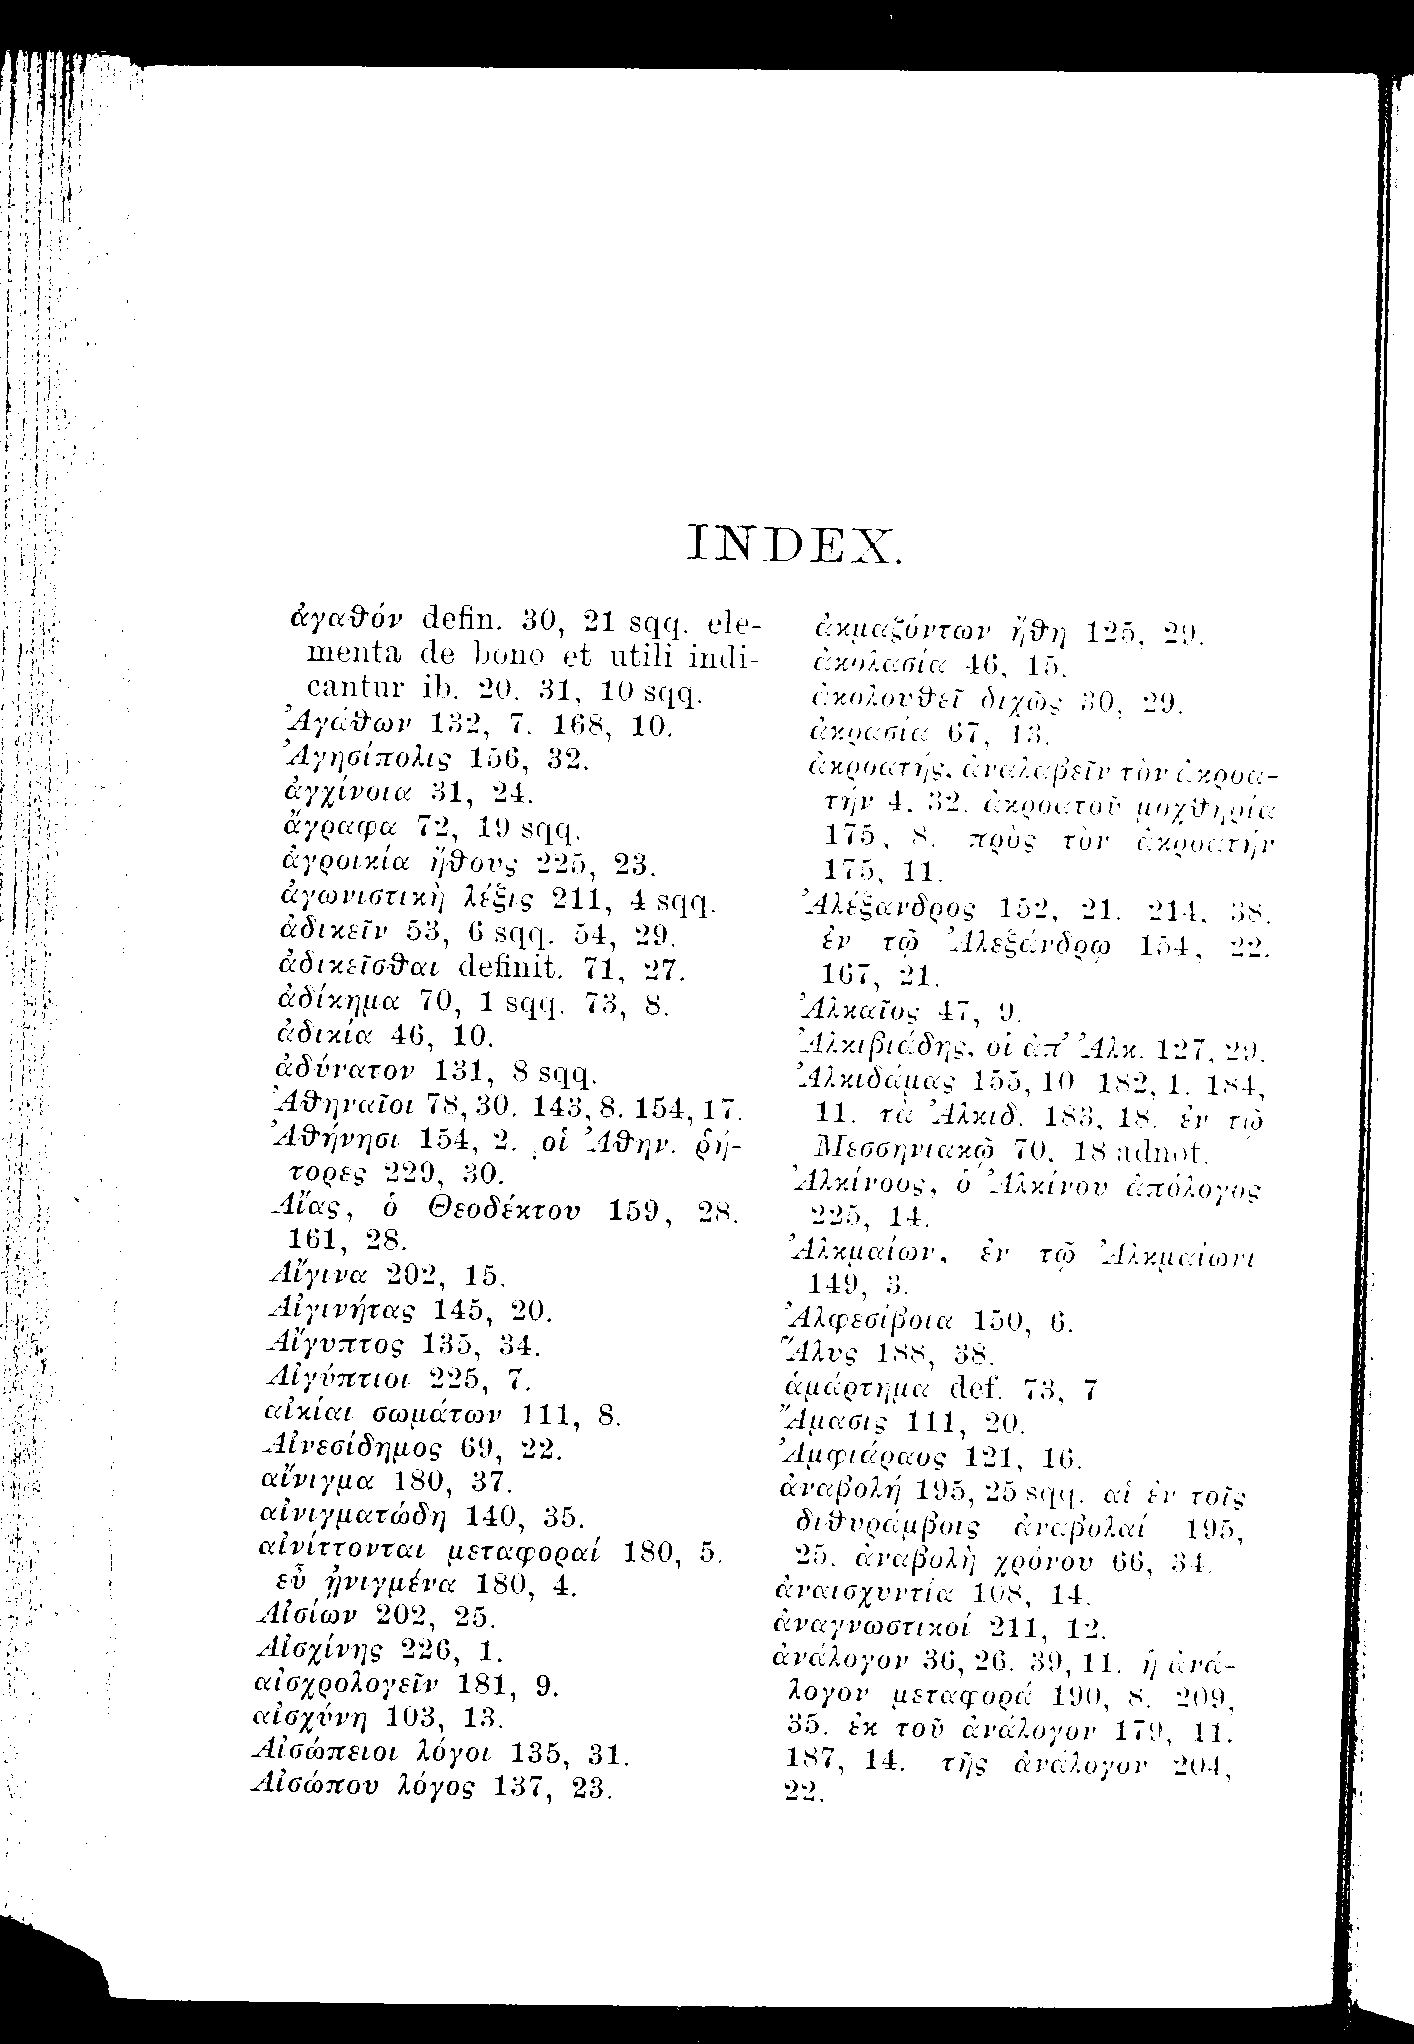 INDEX.
ἀγαθόν defin. 30, 21 sqq. ele-
menta de bono et utili indi-
cantur ib. 20. 31, 10 sqq.
Ἀγάθων 132, 7. 168, 10.
Ἀγησίπολις 156, 32.
ἀγχίνοια 31, 24.
ἄγραφα 72, 19 sqq.
ἀγροικία ἤθους 225, 23.
ἀγωνιστικὴ λέξις 211, 4 sqq.
ἀδικεῖν 53, 6 sqq. 54, 29.
ἀδικεῖσθαι definit. 71, 27.
ἀδίκημα 70, 1 sqq. 73, 8.
ἀδικία 46, 10.
ἀδύνατον 131, 8 sqq.
Ἀθηναῖοι 78, 30. 143, 8. 154, 17.
Ἀθήνησι 154, 2. οἱ Ἀθην. ῥή-
τορες 229, 30.
Αἴας, ὁ Θεοδέκτου 159, 28.
161, 28.
Αἴγινα 202, 15.
Αἰγινήτας 145, 20.
Αἴγυπτος 135, 34.
Αἰγύπτιοι 225, 7.
αἰκίαι σωμάτων 111, 8.
Αἰνεσίδημος 69, 22.
αἴνιγμα 180, 37.
αἰνιγματώδη 140, 35.
αἰνίττονται μεταφοραί 180, 5.
εὖ ᾐνιγμένα 180, 4.
Αἰσίων 202, 25.
Αἰσχίνης 226, 1.
αἰσχρολογεῖν 181, 9.
αἰσχύνη 103, 13.
Αἰσώπειοι λόγοι 135, 31.
Αἰσώπου λόγος 137, 23.
ἀκμαζόντων ἤθη 125, 29.
ἀκολασία 46, 15.
ἀκολουθεῖ διχῶς 30, 29.
ἀκρασία 67, 13.
ἀκροατής, ἀναλαβεῖν τὸν ἀκροα-
τήν 4, 32. ἀκροατοῦ μοχθηρία
175, 8. πρὸς τὸν ἀκροατήν
175, 11.
Ἀλέξανδρος 152, 21. 214, 38.
ἐν τῷ Ἀλεξάνδρῳ 154, 22.
167, 21.
Ἀλκαῖος 47, 9.
Ἀλκιβιάδης, οἱ ἀπ’ Ἀλκ. 127, 29.
Ἀλκιδάμας 155, 10 182, 1. 184,
11. τὰ Ἀλκιδ. 183, 18. ἐν τῷ
Μεσσηνιακῷ 70, 18 adnot.
Ἀλκίνοος, ὁ Ἀλκίνου ἀπόλογος
225, 14.
Ἀλκμαίων, ἐν τῷ Ἀλκμαίωνι
149, 3.
Ἀλφεσίβοια 150, 6.
Ἅλυς 188, 38.
ἁμάρτημα def. 73, 7
Ἄμασις 111, 20.
Ἀμφιάραος 121, 16.
ἀναβολή 195, 25 sqq. αἱ ἐν τοῖς
διθυράμβοις ἀναβολαί 195,
25. ἀναβολὴ χρόνου 66, 34.
ἀναισχυντία 108, 14.
ἀναγνωστικοί 211, 12.
ἀνάλογον 36, 26. 39, 11. ἡ ἀνά-
λογον μεταφορά 190, 8. 209,
35. ἐκ τοῦ ἀνάλογον 179, 11.
187, 14. τῆς ἀνάλογον 204,
22.